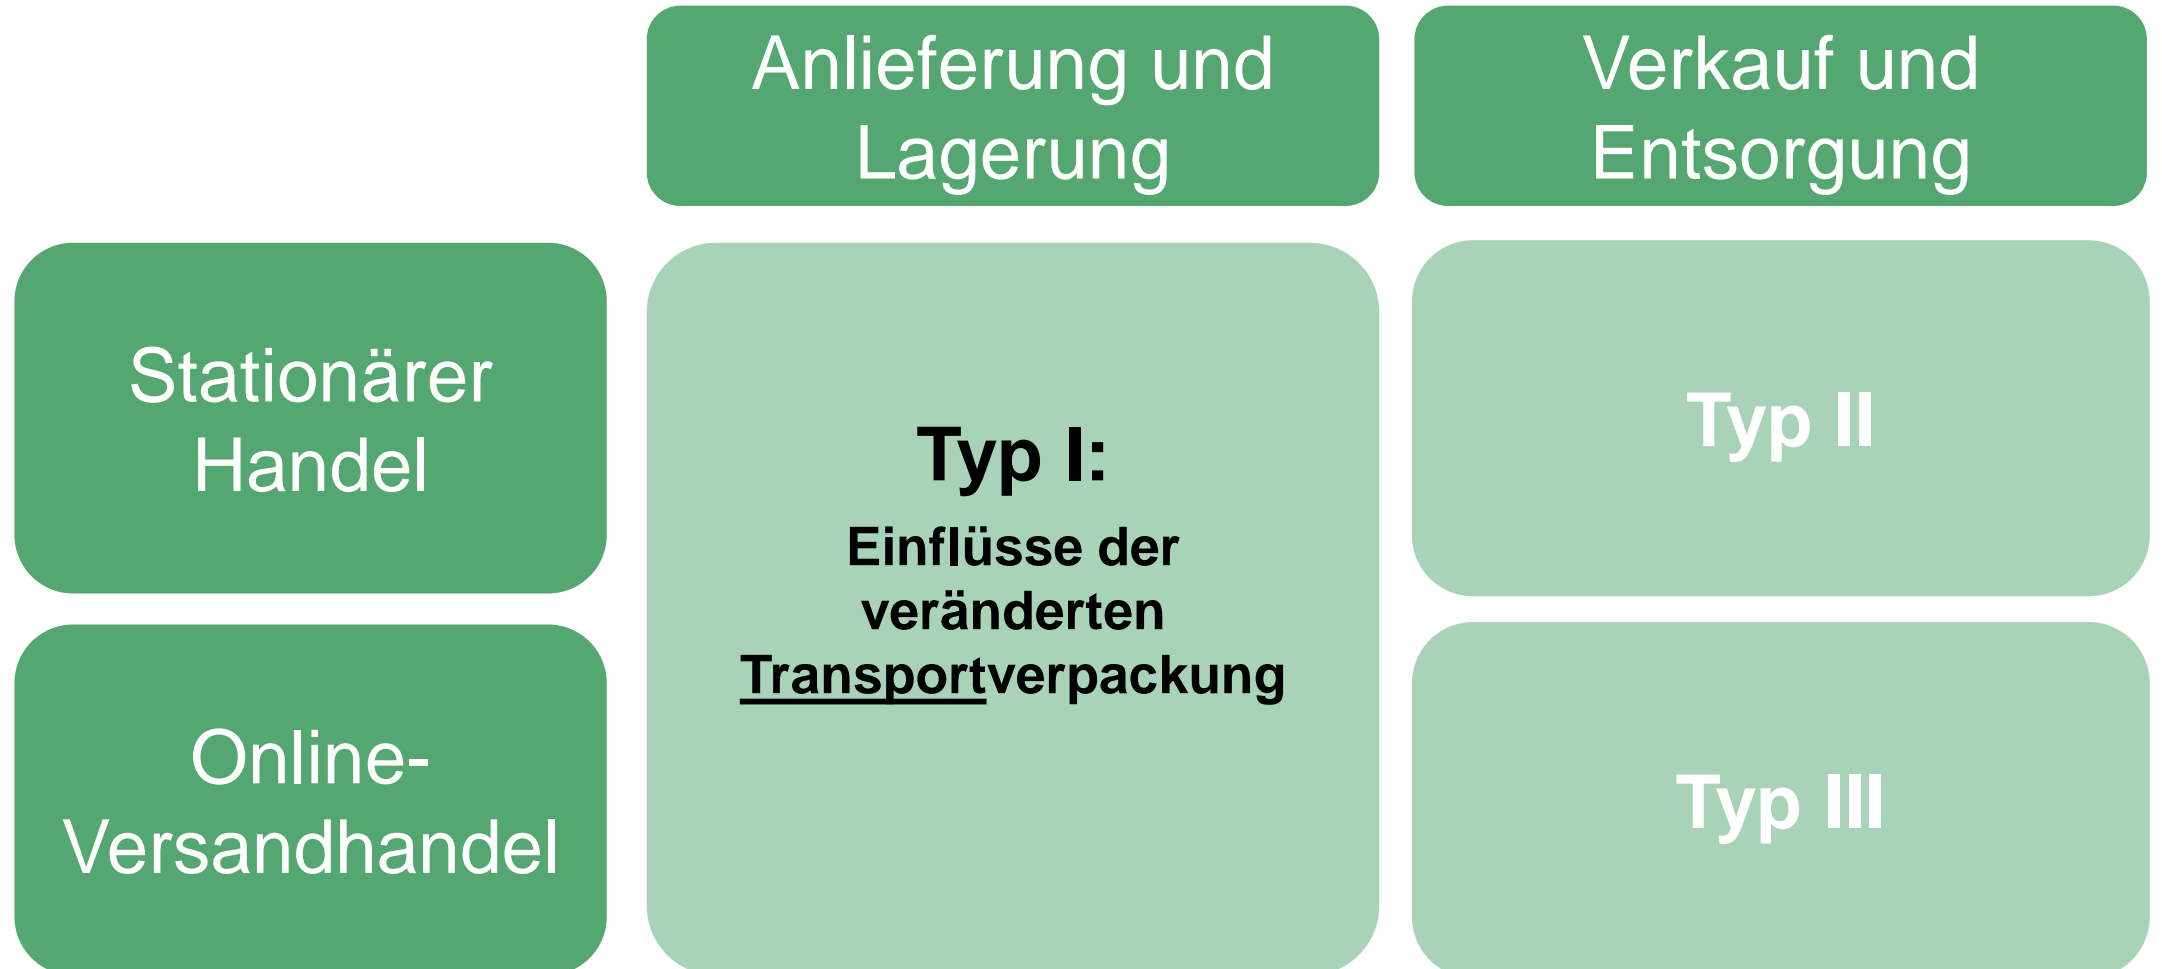 Anlieferung und
Lagerung
Verkauf und
Entsorgung
Stationärer
Handel
Typ I:
Einflüsse der
veränderten
Transportverpackung
Typ II
Online-
Versandhandel
Typ III